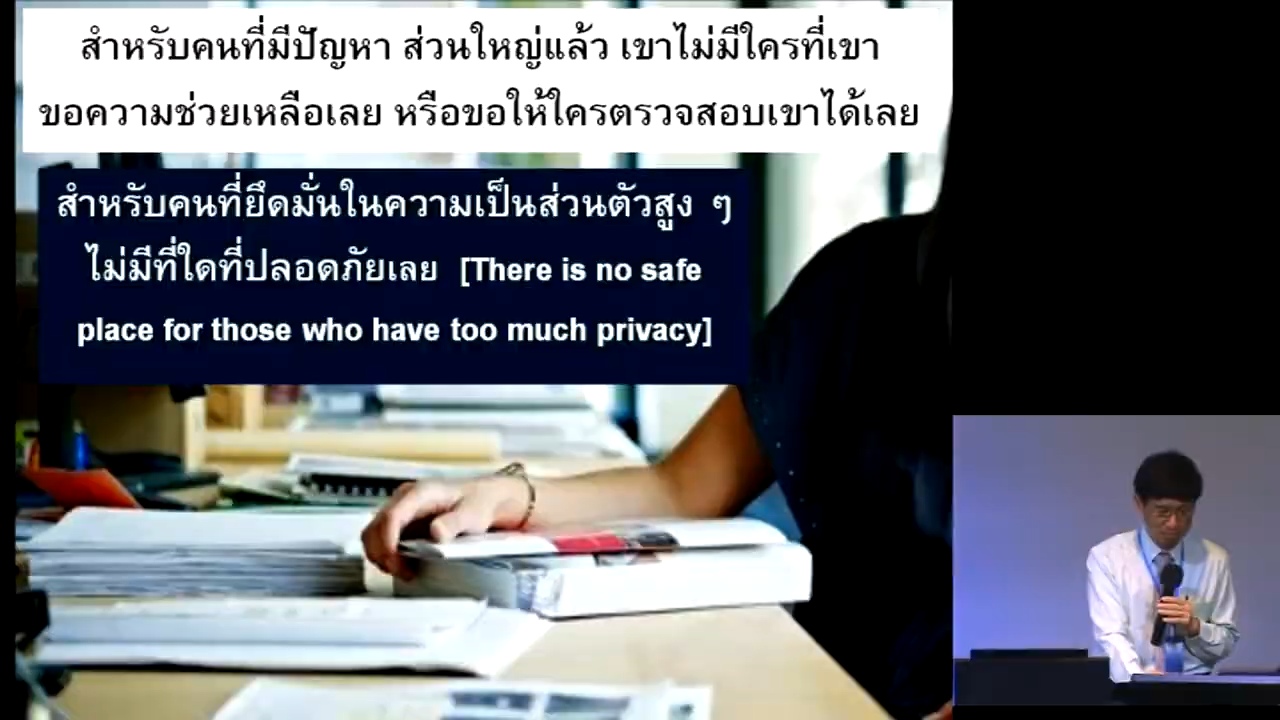 สำหรับคนที่มีปัญหา ส่วนใหญ่แล้ว เขาไม่มีใครที่เขา
ขอความช่วยเหลือเลย หรือขอให้ใครตรวจสอบเขาได้เลย
สำหรับคนที่ยึดมั่นในความเป็นส่วนตัวสูง ๆ
ไม่มีที่ใดที่ปลอดภัยเลย [There is no safe
place for those who have too much privacy]